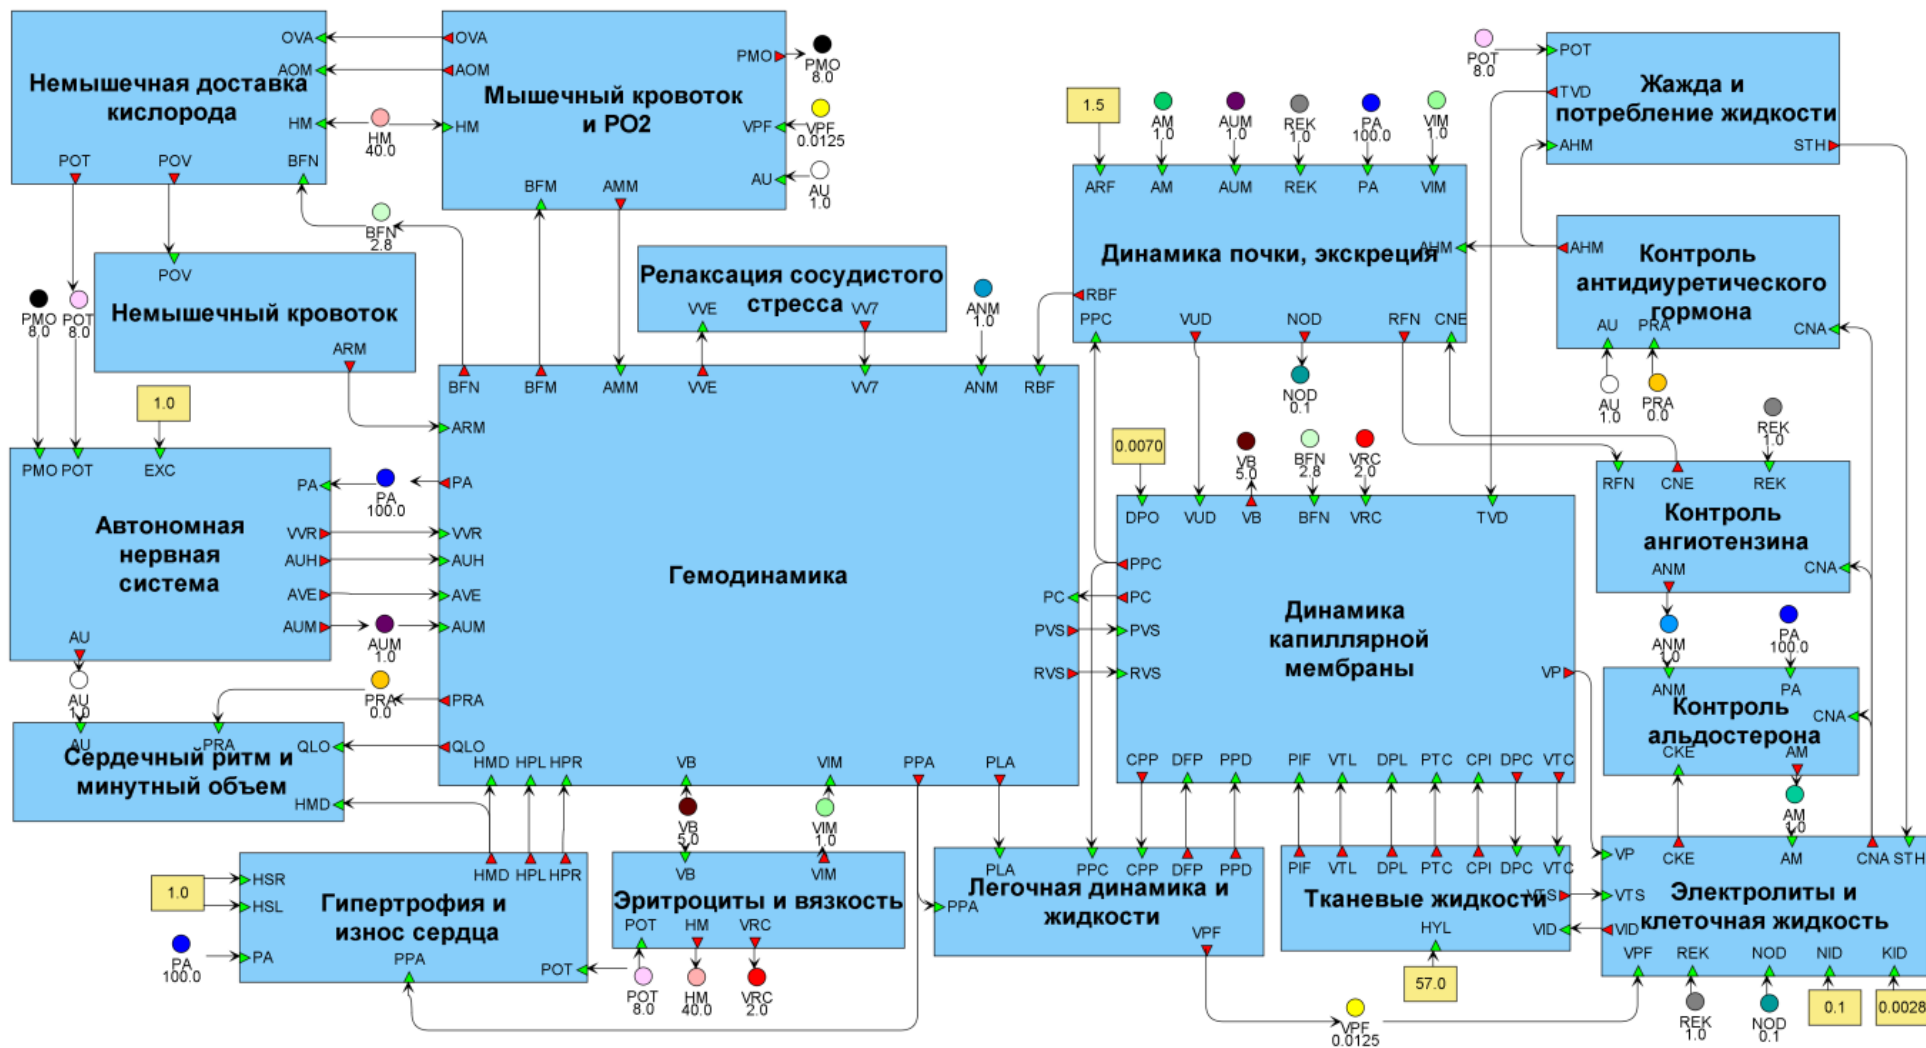 OVA
AOM
Немышечная доставка
кислорода
HM
POT
POV
BFN
HM
40.0
OVA
AOM
PMO
Мышечный кровоток
и PO2
HM
VPF
AU
BFM
AMM
PMO
8.0
VPF
0.0125
AU
1.0
BFN
2.8
POV
Немышечный кровоток
ARM
PMO
8.0
POT
8.0
1.0
Релаксация сосудистого
стресса
VVE
VV7
ANM
1.0
1.5
AM
1.0
AUM
1.0
REK
1.0
PA
100.0
VIM
1.0
ARF
AM
AUM
REK
PA
VIM
Динамика почки, экскреция
AHM
RBF
PPC
VUD
NOD
RFN
CNE
NOD
0.1
POT
8.0
POT
TVD
AHM
Жажда и
потребление жидкости
STH
AHM
Контроль
антидиуретического
гормона
AU
PRA
CNA
AU
1.0
PRA
0.0
REK
1.0
PMO
POT
EXC
PA
Автономная
нервная
система
VVR
AUH
AVE
AUM
AU
PA
100.0
AUM
1.0
AU
1.0
PRA
0.0
BFN
BFM
AMM
VVE
VV7
ANM
RBF
ARM
PA
VVR
AUH
AVE
AUM
Гемодинамика
PC
PVS
RVS
PRA
QLO
HMD
HPL
HPR
VB
VIM
PPA
PLA
0.0070
VB
5.0
BFN
2.8
VRC
2.0
DPO
VUD
VB
BFN
VRC
TVD
PPC
PC
PVS
RVS
Динамика
капиллярной
мембраны
VP
CPP
DFP
PPD
PIF
VTL
DPL
PTC
CPI
DPC
VTC
RFN
CNE
REK
Контроль
ангиотензина
ANM
CNA
ANM
1.0
PA
100.0
ANM
PA
Контроль
альдостерона
CNA
CKE
AM
AM
1.0
AU
PRA
QLO
Сердечный ритм и
минутный объем
HMD
1.0
PA
100.0
HSR
HSL
PA
HMD
HPL
HPR
Гипертрофия и
износ сердца
PPA
POT
VB
5.0
VIM
1.0
VB
VIM
Эритроциты и вязкость
POT
HM
VRC
POT
8.0
HM
40.0
VRC
2.0
PLA
PPC
CPP
DFP
PPD
PPA
Легочная динамика и
жидкости
VPF
VPF
0.0125
PIF
VTL
DPL
PTC
CPI
DPC
VTC
VTS
Тканевые жидкости
HYL
VID
57.0
VP
CKE
AM
CNA
STH
VTS
Электролиты и
клеточная жидкость
VID
VPF
REK
NOD
NID
KID
REK
1.0
NOD
0.1
0.1
0.0028